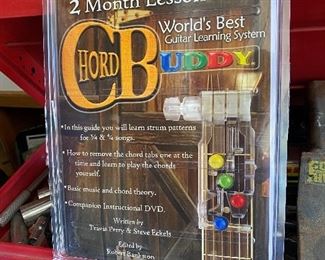 2 Month Lesson
World's Best
Guitar Learning System
CHORD BUDDY
•In this guide you will learn strum patterns
for ¾ & 4/4 songs.
• How to remove the chord tabs one at the
time and learn to play the chords
yourself.
•Basic music and chord theory.
•Companion Instructional DVD.
Written by
Travis Perry & Steve Eckels
Edited by
Robert